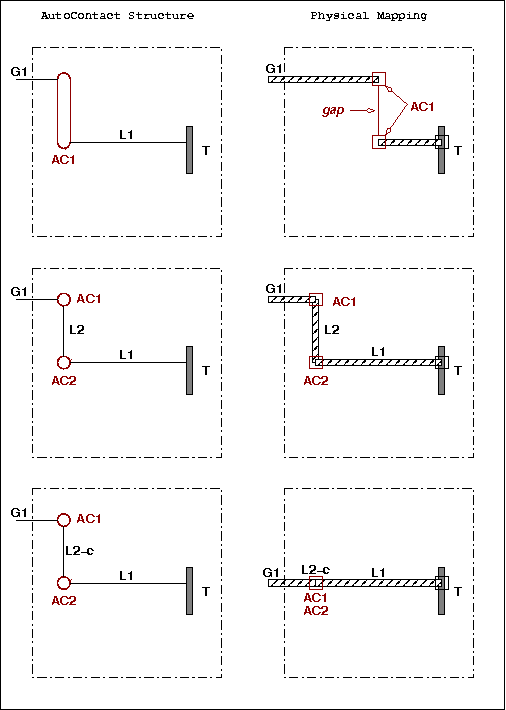 AutoContact Structure
Physical Mapping
G1
L1
T
AC1
G1
gap
AC1
T
G1
AC1
L2
L1
AC2
T
G1
AC1
L2
L1
AC2
T
G1
AC1
L2-c
L1
AC2
T
G1
L2-c
L1
AC1
AC2
T